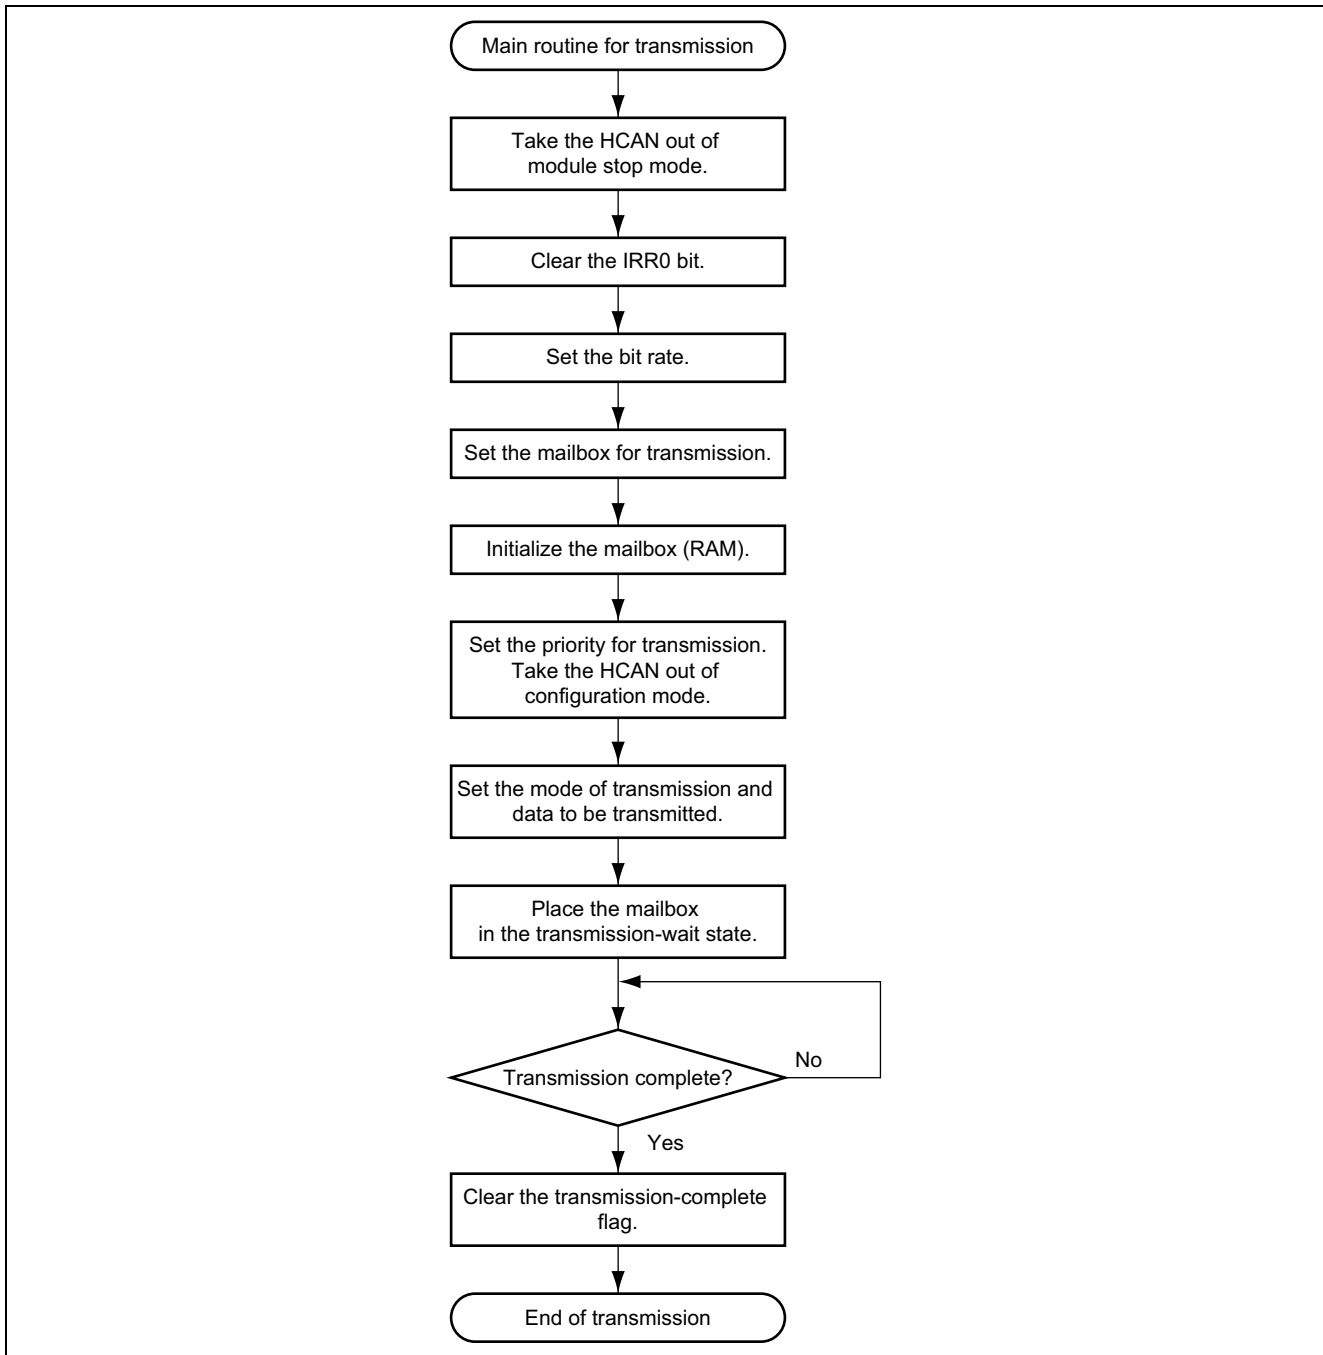 Main routine for transmission
Take the HCAN out of
module stop mode.
Clear the IRR0 bit.
Set the bit rate.
Set the mailbox for transmission.
Initialize the mailbox (RAM).
Set the priority for transmission.
Take the HCAN out of
configuration mode.
Set the mode of transmission and
data to be transmitted.
Place the mailbox
in the transmission-wait state.
Transmission complete?
No
Yes
Clear the transmission-complete
flag.
End of transmission